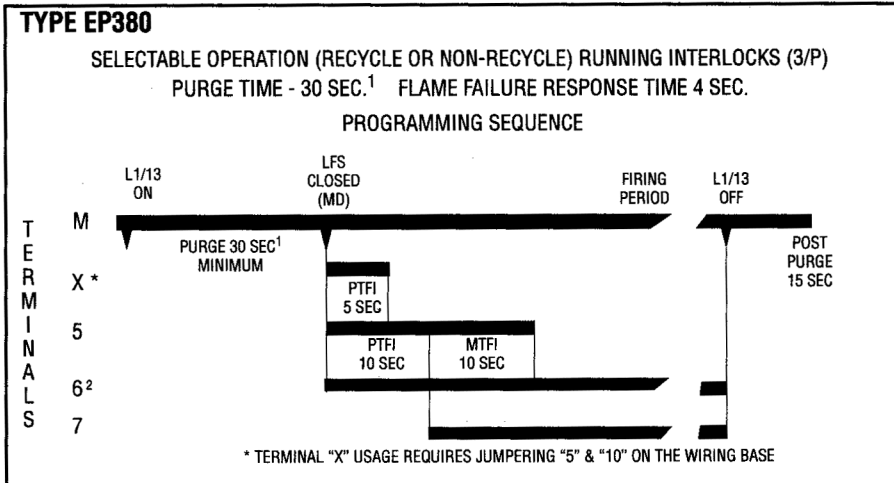 TYPE EP380
SELECTABLE OPERATION (RECYCLE OR NON-RECYCLE) RUNNING INTERLOCKS (3/P)
PURGE TIME - 30 SEC.¹ FLAME FAILURE RESPONSE TIME 4 SEC.
PROGRAMMING SEQUENCE
L1/13
ON
LFS
CLOSED
(MD)
FIRING
PERIOD
L1/13
OFF
TERMINALS
M
PURGE 30 SEC¹
MINIMUM
POST
PURGE
15 SEC
X *
PTFI
5 SEC
5
PTFI
10 SEC
MTFI
10 SEC
6²
7
* TERMINAL "X" USAGE REQUIRES JUMPERING "5" & "10" ON THE WIRING BASE